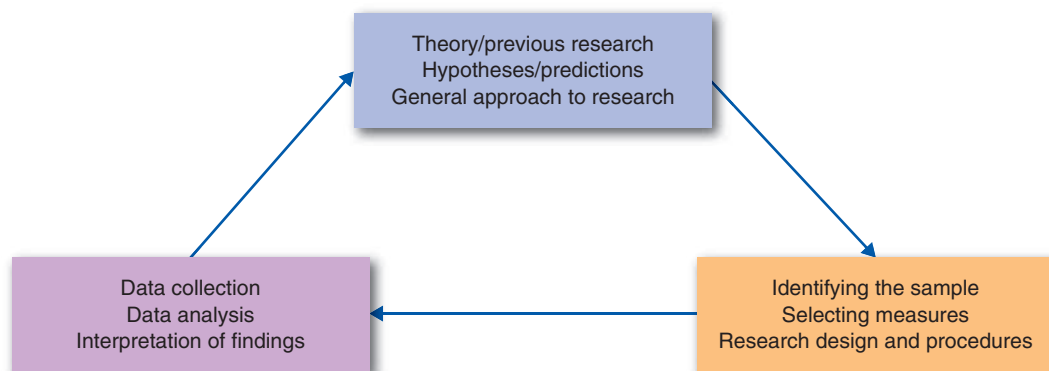 Theory/previous research
Hypotheses/predictions
General approach to research
Data collection
Data analysis
Interpretation of findings
Identifying the sample
Selecting measures
Research design and procedures